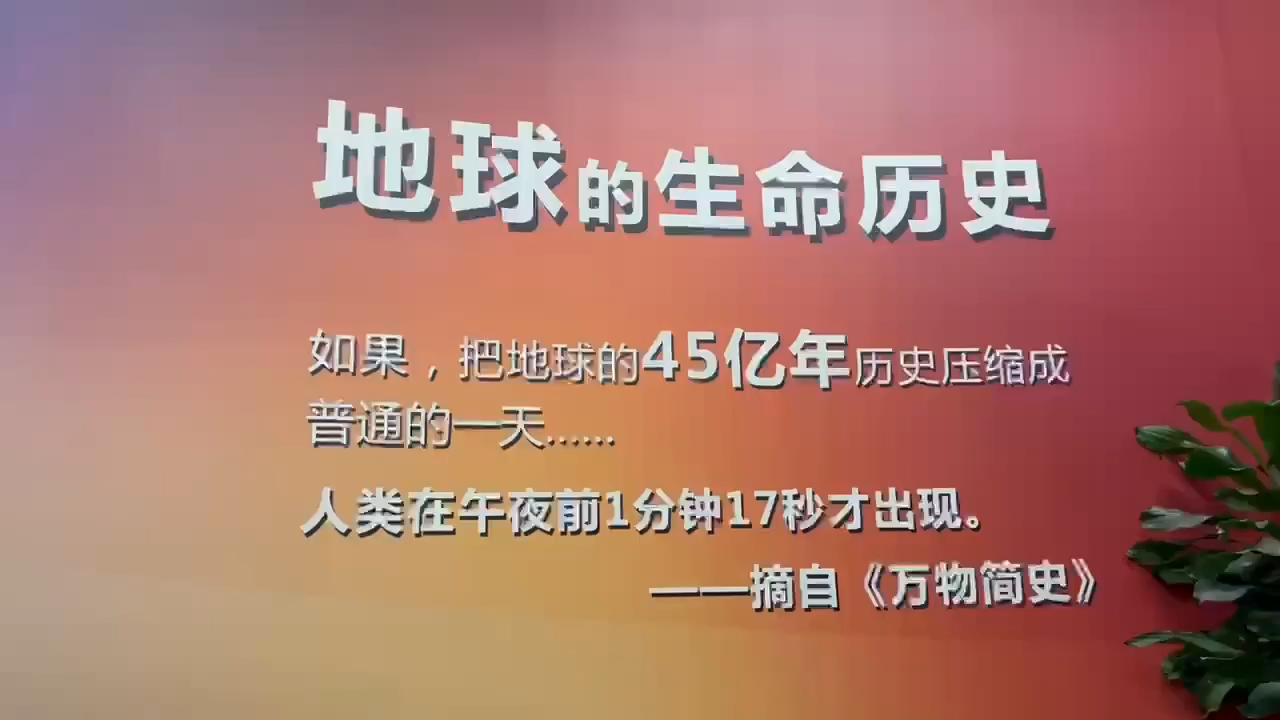 地球的生命历史
如果，把地球的45亿年历史压缩成
普通的一天……
人类在午夜前1分钟17秒才出现。
——摘自《万物简史》